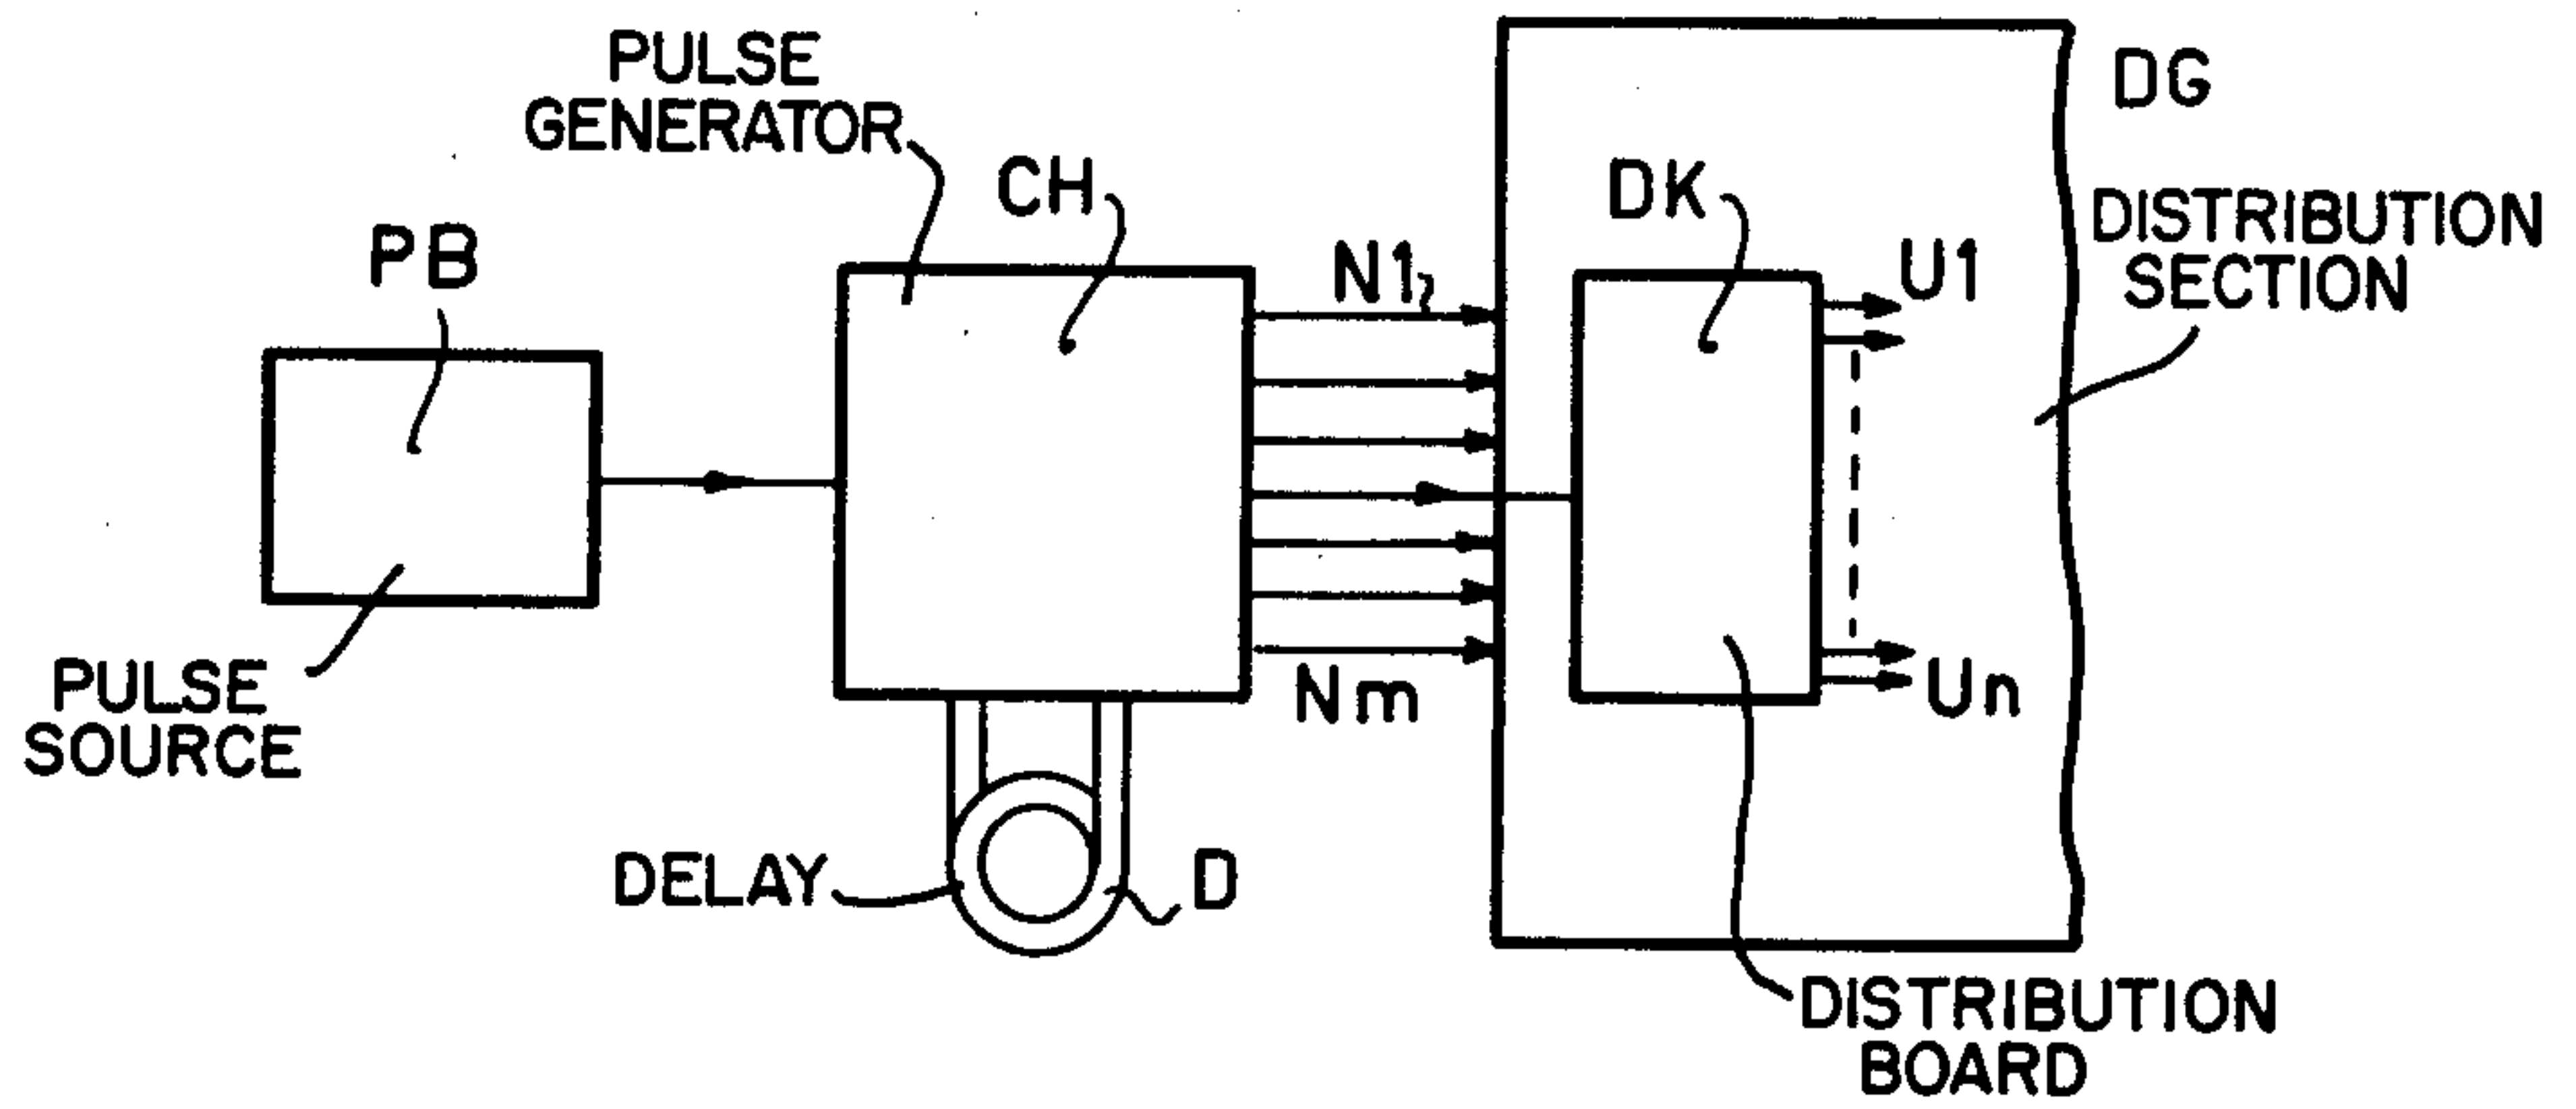 PULSE
GENERATOR
DG
CH
DK
PB
N1
U1
DISTRIBUTION
SECTION
PULSE
SOURCE
Nm
Un
DELAY
D
DISTRIBUTION
BOARD